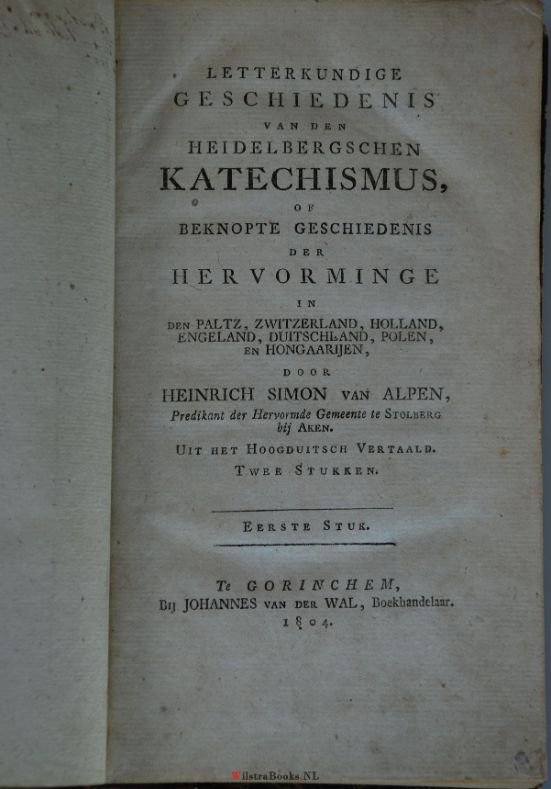 LETTERKUNDIGE
GESCHIEDENIS
VAN DEN
HEIDELBERGSCHEN
KATECHISMUS,
OF
BEKNOPTE GESCHIEDENIS
DER
HERVORMINGE
IN
DEN PALTZ, ZWITZERLAND, HOLLAND,
ENGELAND, DUITSCHLAND, POLEN,
EN HONGAARIJEN,
DOOR
HEINRICH SIMON VAN ALPEN,
Predikant der Hervormde Gemeente te STOLBERG
bij AKEN.
UIT HET HOOGDUITSCH VERTAALD.
TWEE STUKKEN.
EERSTE STUK.
Te GORINCHEM,
Bij JOHANNES VAN DER WAL, Boekhandelaar.
1804.
WilstraBooks.NL